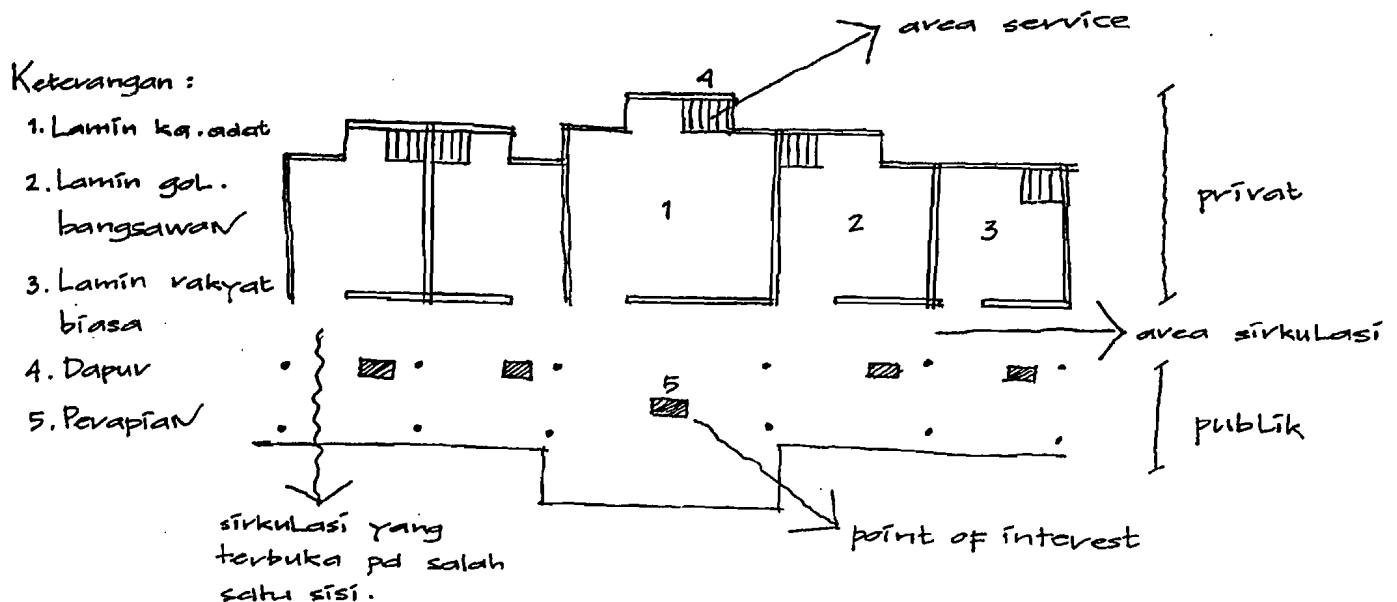 Keterangan :
1. Lamin ka. adat
2. Lamin gol.
bangsawan
3. Lamin rakyat
biasa
4. Dapur
5. Perapian
area service
4
1
2
3
privat
area sirkulasi
5
publik
sirkulasi yang
terbuka pd salah
satu sisi.
point of interest